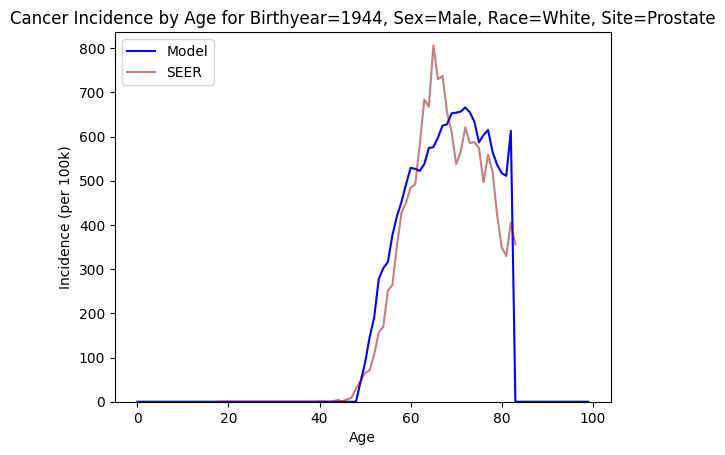 Cancer Incidence by Age for Birthyear=1944, Sex=Male, Race=White, Site=Prostate
Model
SEER
800
700
600
500
400
300
200
100
0
Incidence (per 100k)
0 20 40 60 80 100
Age